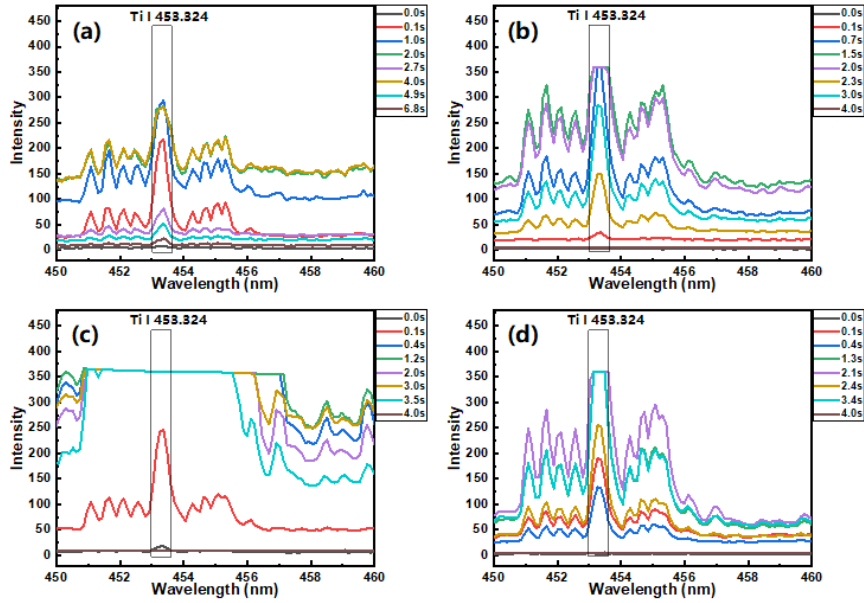 Ti I 453.324
(a)
450
400
350
300
250
200
150
100
50
0
Intensity
450 452 454 456 458 460
Wavelength (nm)
0.0s
0.1s
1.0s
2.0s
2.7s
4.0s
4.9s
6.8s
Ti I 453.324
(b)
450
400
350
300
250
200
150
100
50
0
Intensity
450 452 454 456 458 460
Wavelength (nm)
0.0s
0.1s
0.7s
1.5s
2.0s
2.3s
3.0s
4.0s
Ti I 453.324
(c)
450
400
350
300
250
200
150
100
50
0
Intensity
450 452 454 456 458 460
Wavelength (nm)
0.0s
0.1s
0.4s
1.2s
2.0s
3.0s
3.5s
4.0s
Ti I 453.324
(d)
450
400
350
300
250
200
150
100
50
0
Intensity
450 452 454 456 458 460
Wavelength (nm)
0.0s
0.1s
0.4s
1.3s
2.1s
2.4s
3.4s
4.0s